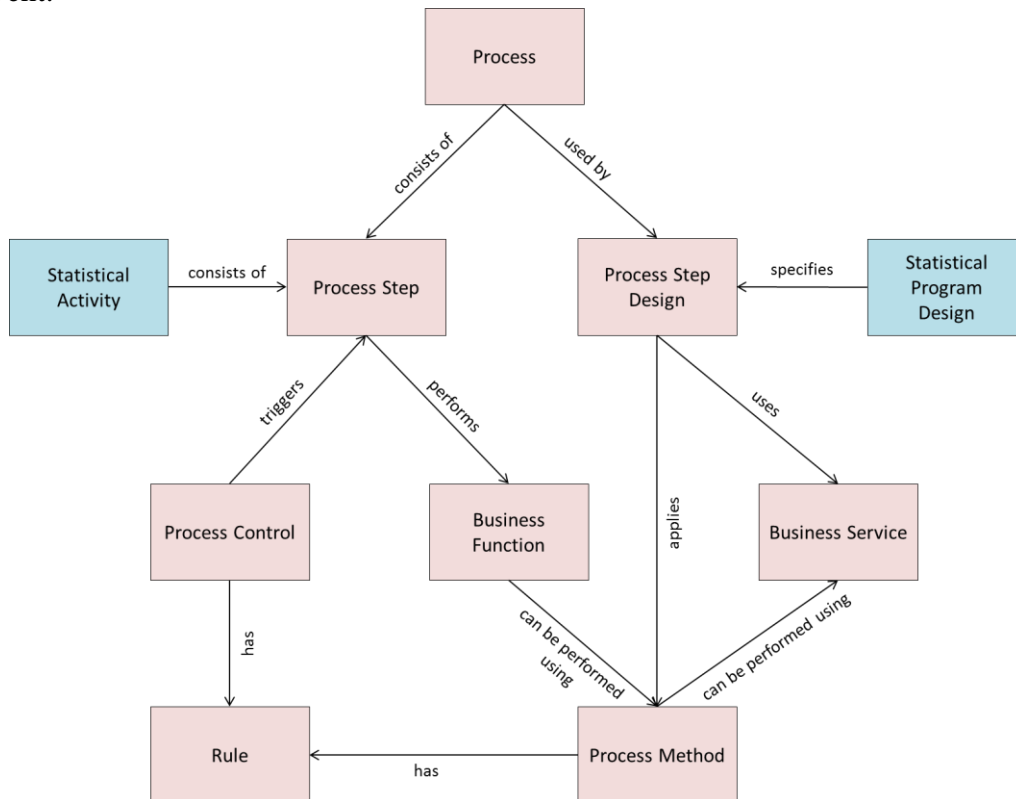 ent.
Process
consists of
used by
Statistical
Activity
consists of
Process Step
Process Step
Design
specifies
Statistical
Program
Design
triggers
performs
uses
applies
Process Control
Business
Function
Business Service
has
can be performed
using
can be performed using
Rule
has
Process Method